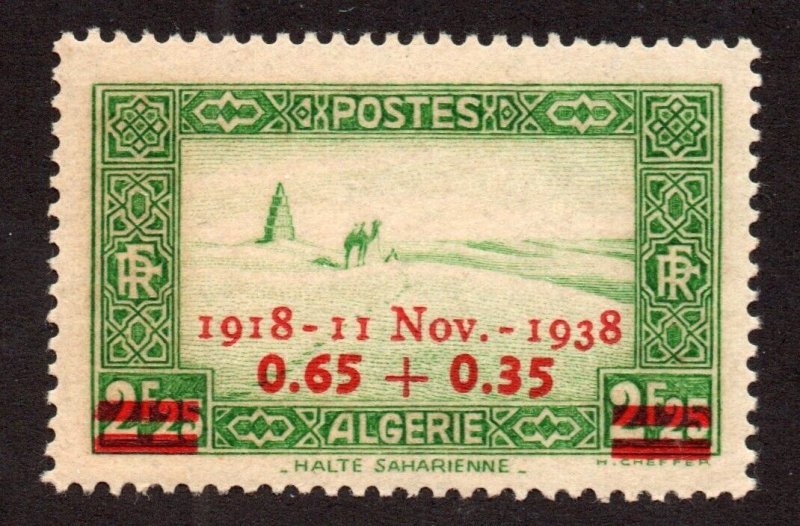 POSTES
RF RF
1918 - 11 Nov. - 1938
0.65 + 0.35
2F25 2F25
ALGERIE
- HALTE SAHARIENNE -
H. CHEFFER